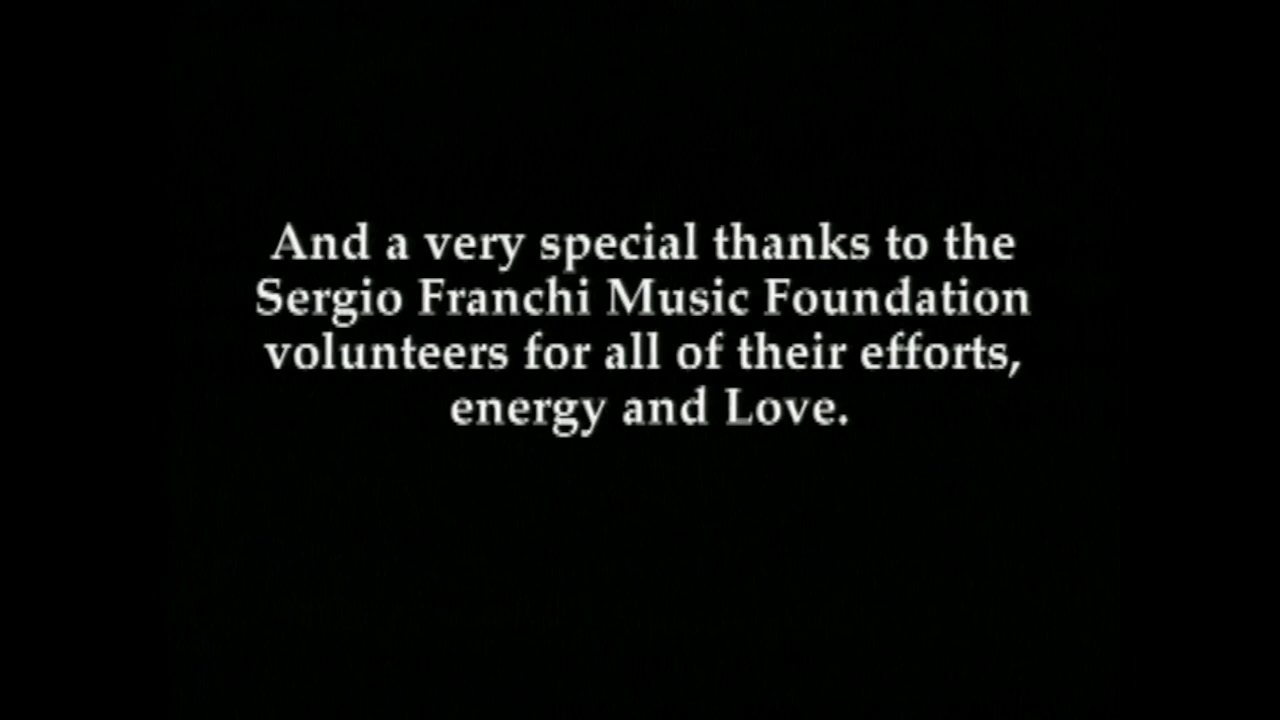 And a very special thanks to the
Sergio Franchi Music Foundation
volunteers for all of their efforts,
energy and Love.